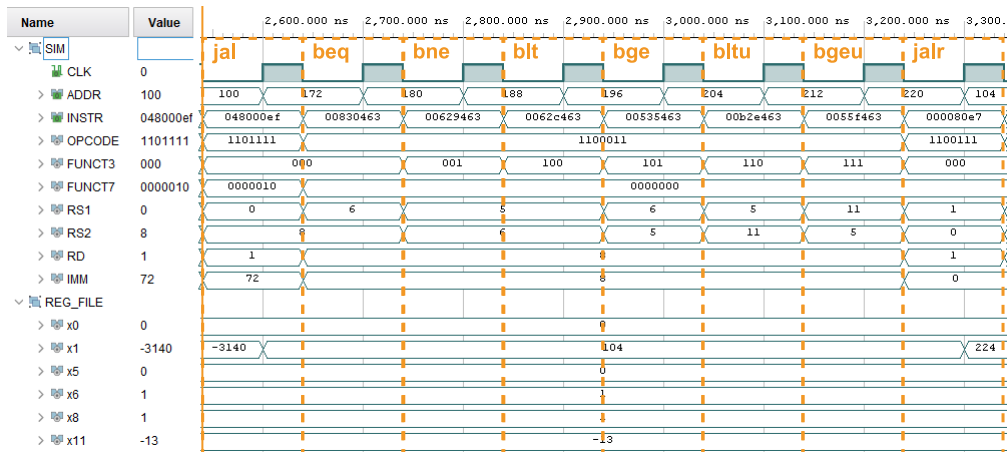 Name Value 2,600.000 ns 2,700.000 ns 2,800.000 ns 2,900.000 ns 3,000.000 ns 3,100.000 ns 3,200.000 ns 3,300.
SIM jal beq bne blt bge bltu bgeu jalr
CLK 0
ADDR 100 100 172 180 188 196 204 212 220 104
INSTR 048000ef 048000ef 00830463 00629463 0062c463 00535463 00b2e463 0055f463 000080e7
OPCODE 1101111 1101111 1100011 1100111
FUNCT3 000 000 001 100 101 110 111 000
FUNCT7 0000010 0000010 0000000
RS1 0 0 6 5 6 5 11 1
RS2 8 8 6 5 11 5 0
RD 1 1 8 1
IMM 72 72 8 0
REG_FILE
x0 0 0
x1 -3140 -3140 104 224
x5 0 0
x6 1 1
x8 1
x11 -13 -13